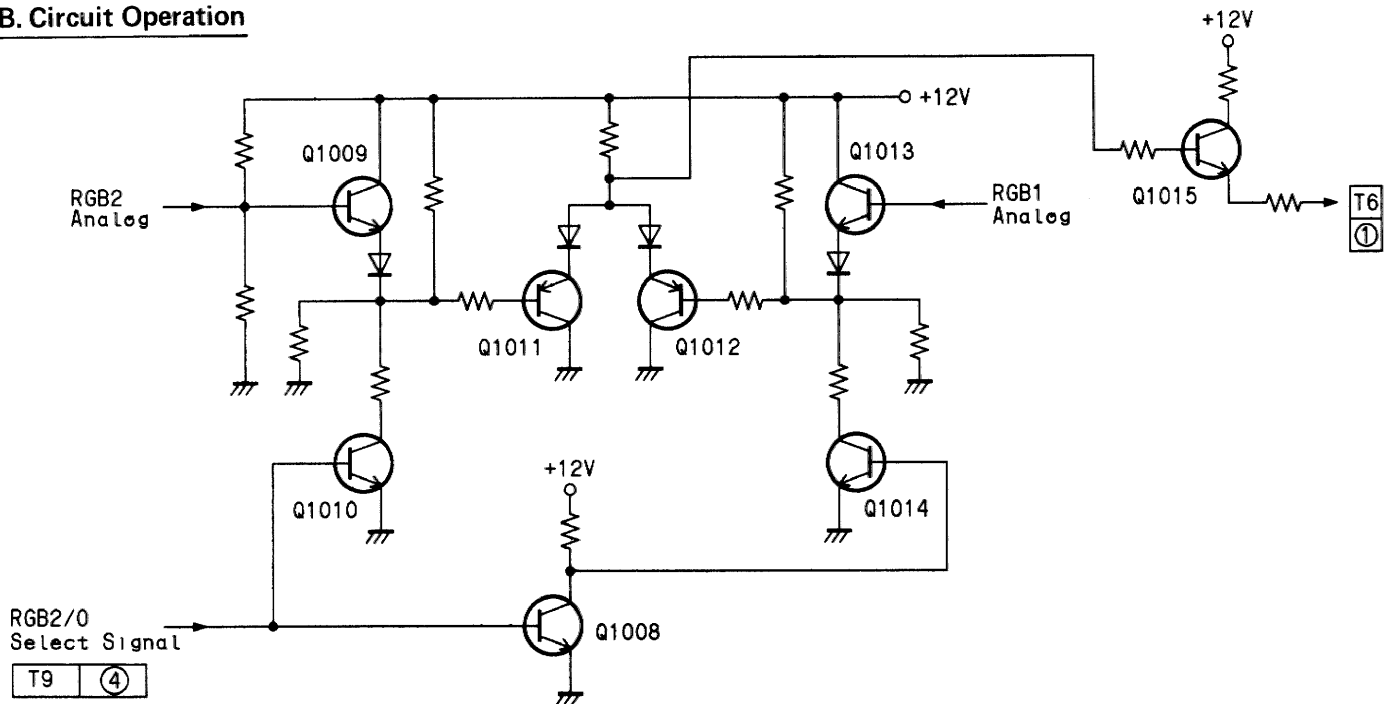 B. Circuit Operation
+12V
+12V
Q1009
Q1013
RGB2
Analog
RGB1
Analog
Q1015
T6
①
Q1011
Q1012
+12V
Q1010
Q1014
RGB2/0
Select Signal
Q1008
T9 ④